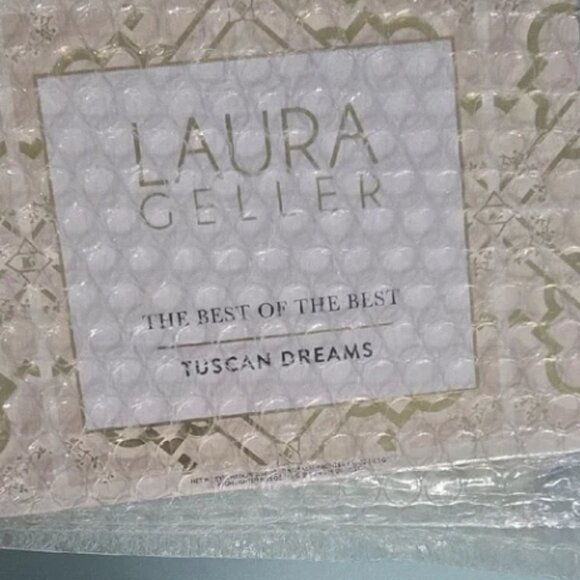 LAURA
GELLER
THE BEST OF THE BEST
TUSCAN DREAMS